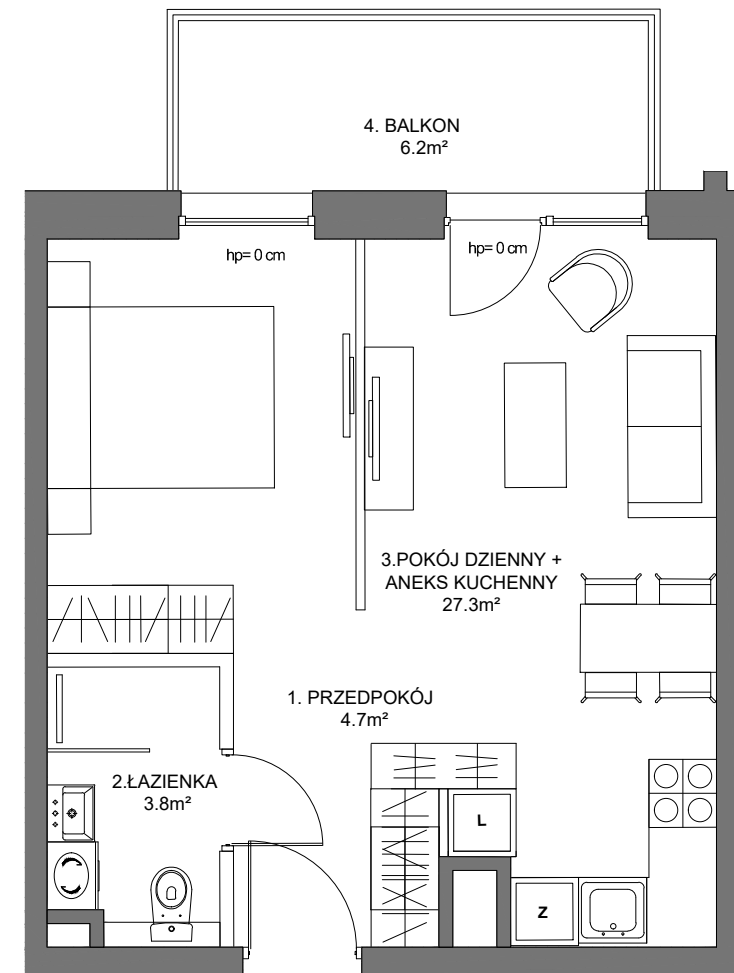 4. BALKON
6.2m²
hp= 0 cm
hp= 0 cm
3.POKÓJ DZIENNY +
ANEKS KUCHENNY
27.3m²
1. PRZEDPOKÓJ
4.7m²
2.ŁAZIENKA
3.8m²
L
Z